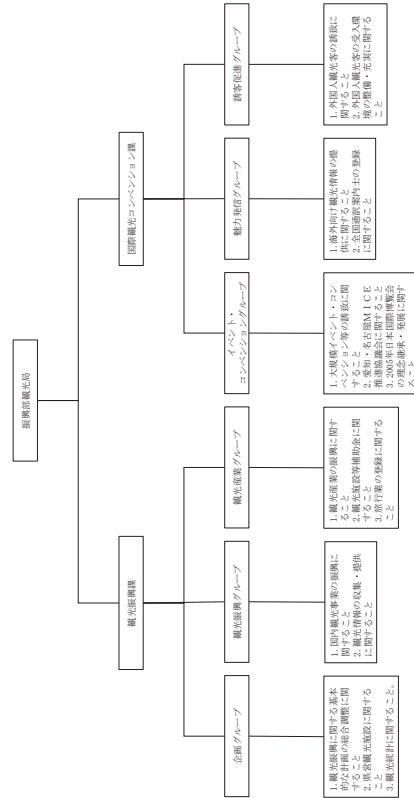 振興部観光局
観光振興課
国際観光コンベンション課
企画グループ
観光振興グループ
観光産業グループ
イベント・
コンベンショングループ
魅力発信グループ
誘客促進グループ
1. 観光振興に関する基本
的な計画の総合調整に関
すること
2. 県営観光施設に関する
こと
3. 観光統計に関すること。
1. 国内観光事業の振興に
関すること
2. 観光情報の収集・提供
に関すること
1. 観光産業の振興に関す
ること
2. 観光施設等補助金に関
すること
3. 旅行業の登録に関する
こと
1. 大規模イベント・コン
ベンション等の誘致に関
すること
2. 愛知・名古屋MICE
推進協議会に関すること
3. 2005年日本国際博覧会
の理念継承・発展に関す
ること
1. 海外向け観光情報の提
供に関すること
2. 全国通訳案内士の登録
に関すること
1. 外国人観光客の誘致に
関すること
2. 外国人観光客の受入環
境の整備・充実に関する
こと